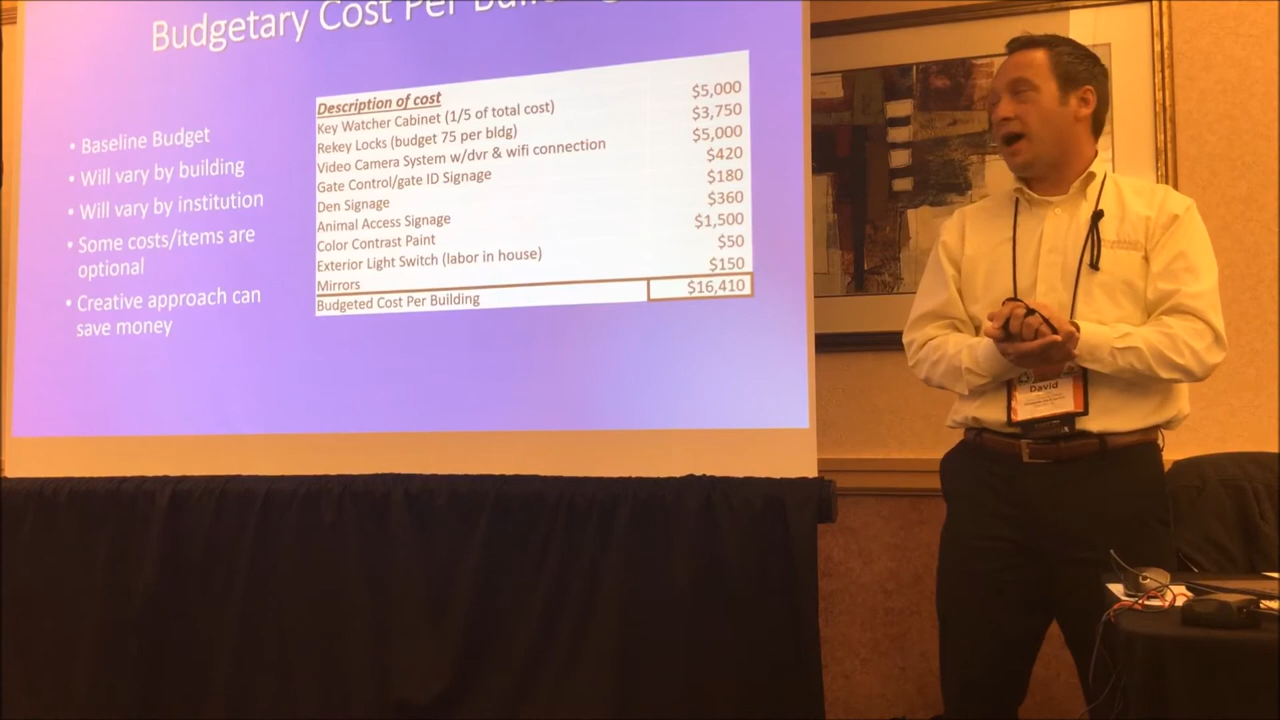 Budgetary Cost Per Building
• Baseline Budget
• Will vary by building
• Will vary by institution
• Some costs/items are
optional
• Creative approach can
save money
Description of cost
Key Watcher Cabinet (1/5 of total cost) $5,000
Rekey Locks (budget 75 per bldg) $3,750
Video Camera System w/dvr & wifi connection $5,000
Gate Control/gate ID Signage $420
Den Signage $180
Animal Access Signage $360
Color Contrast Paint $1,500
Exterior Light Switch (labor in house) $50
Mirrors $150
Budgeted Cost Per Building $16,410
David